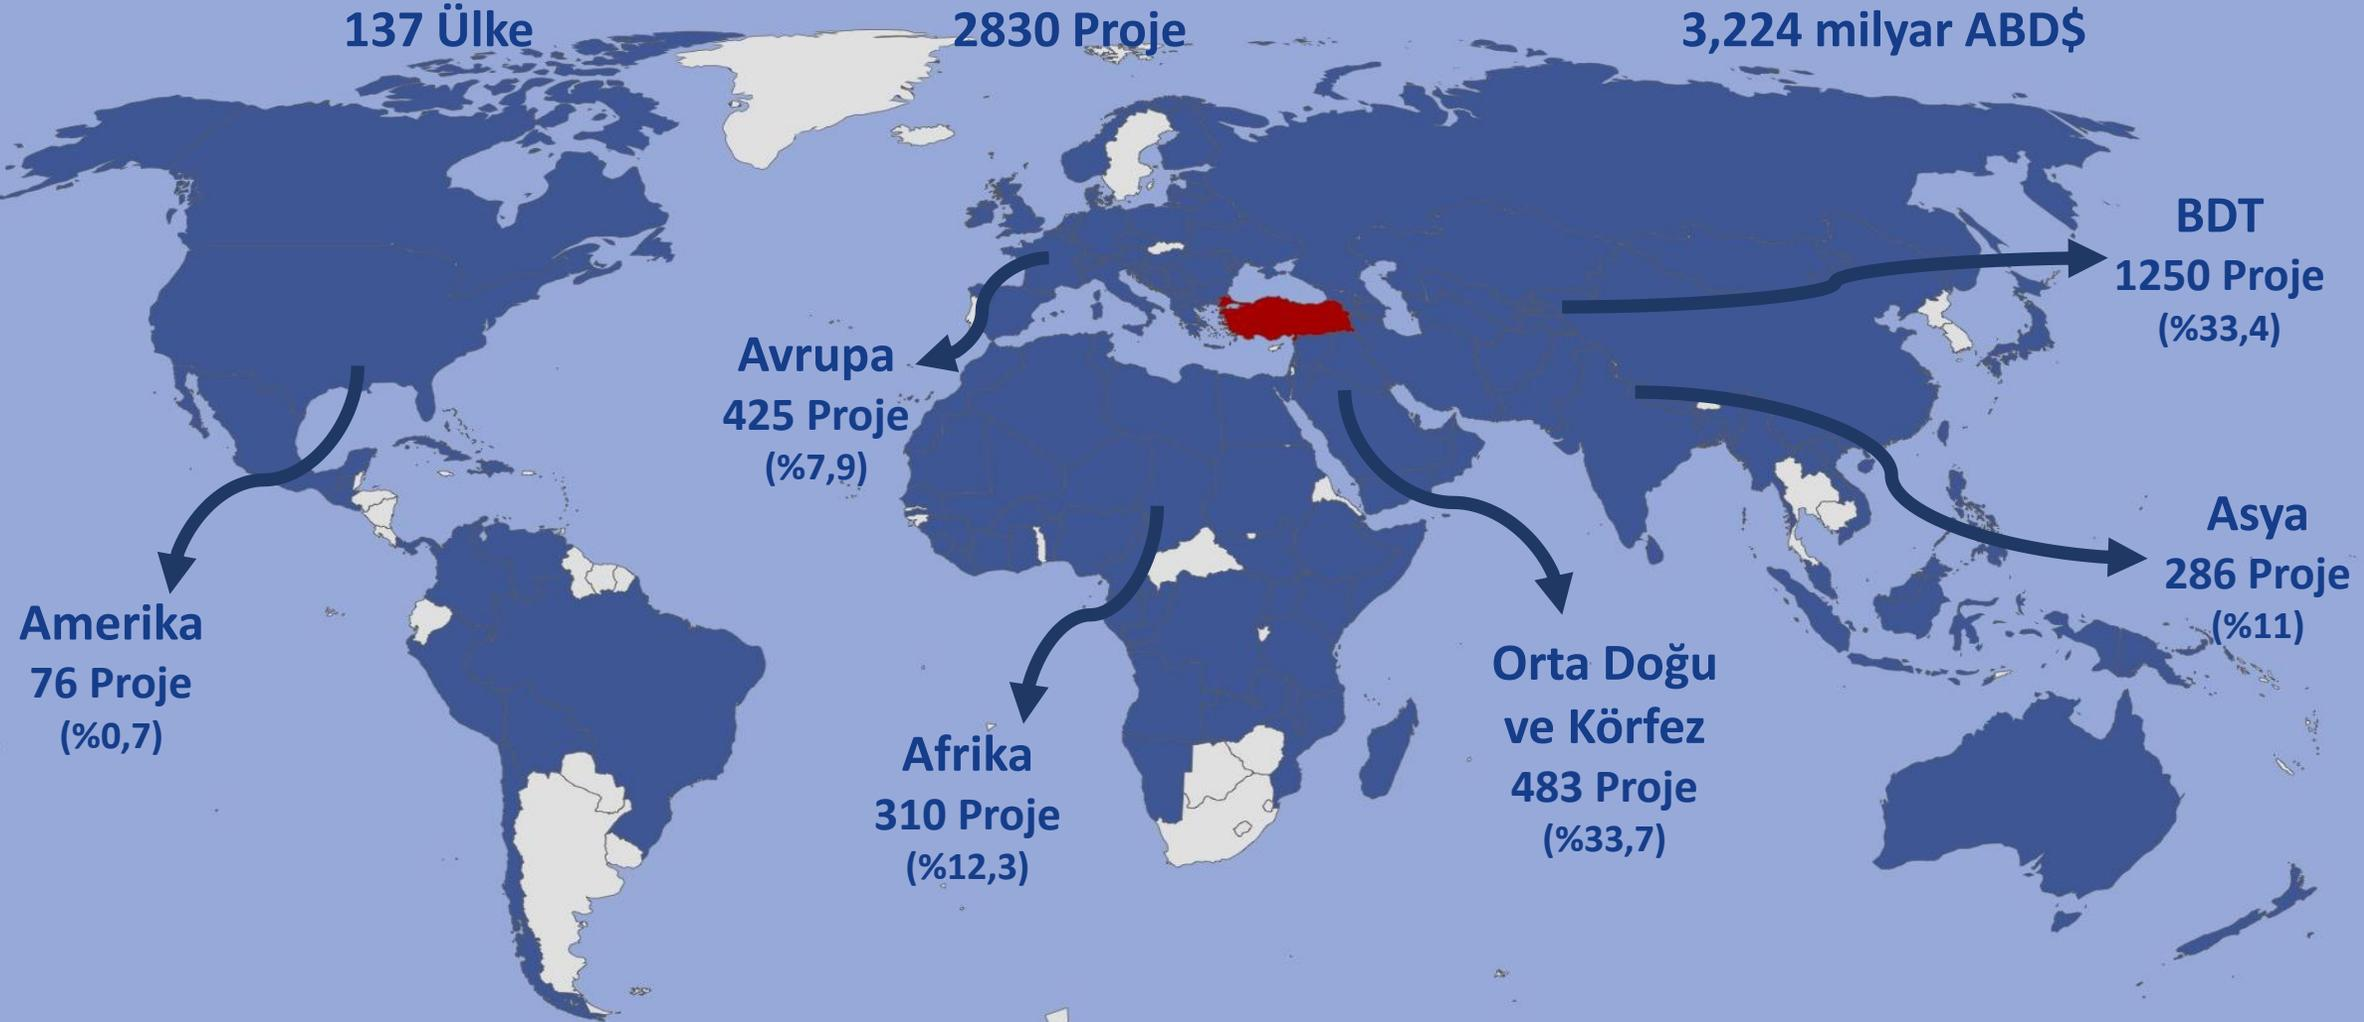 137 Ülke
2830 Proje
3,224 milyar ABD$
BDT
1250 Proje
(%33,4)
Avrupa
425 Proje
(%7,9)
Asya
286 Proje
(%11)
Amerika
76 Proje
(%0,7)
Orta Doğu
ve Körfez
483 Proje
(%33,7)
Afrika
310 Proje
(%12,3)